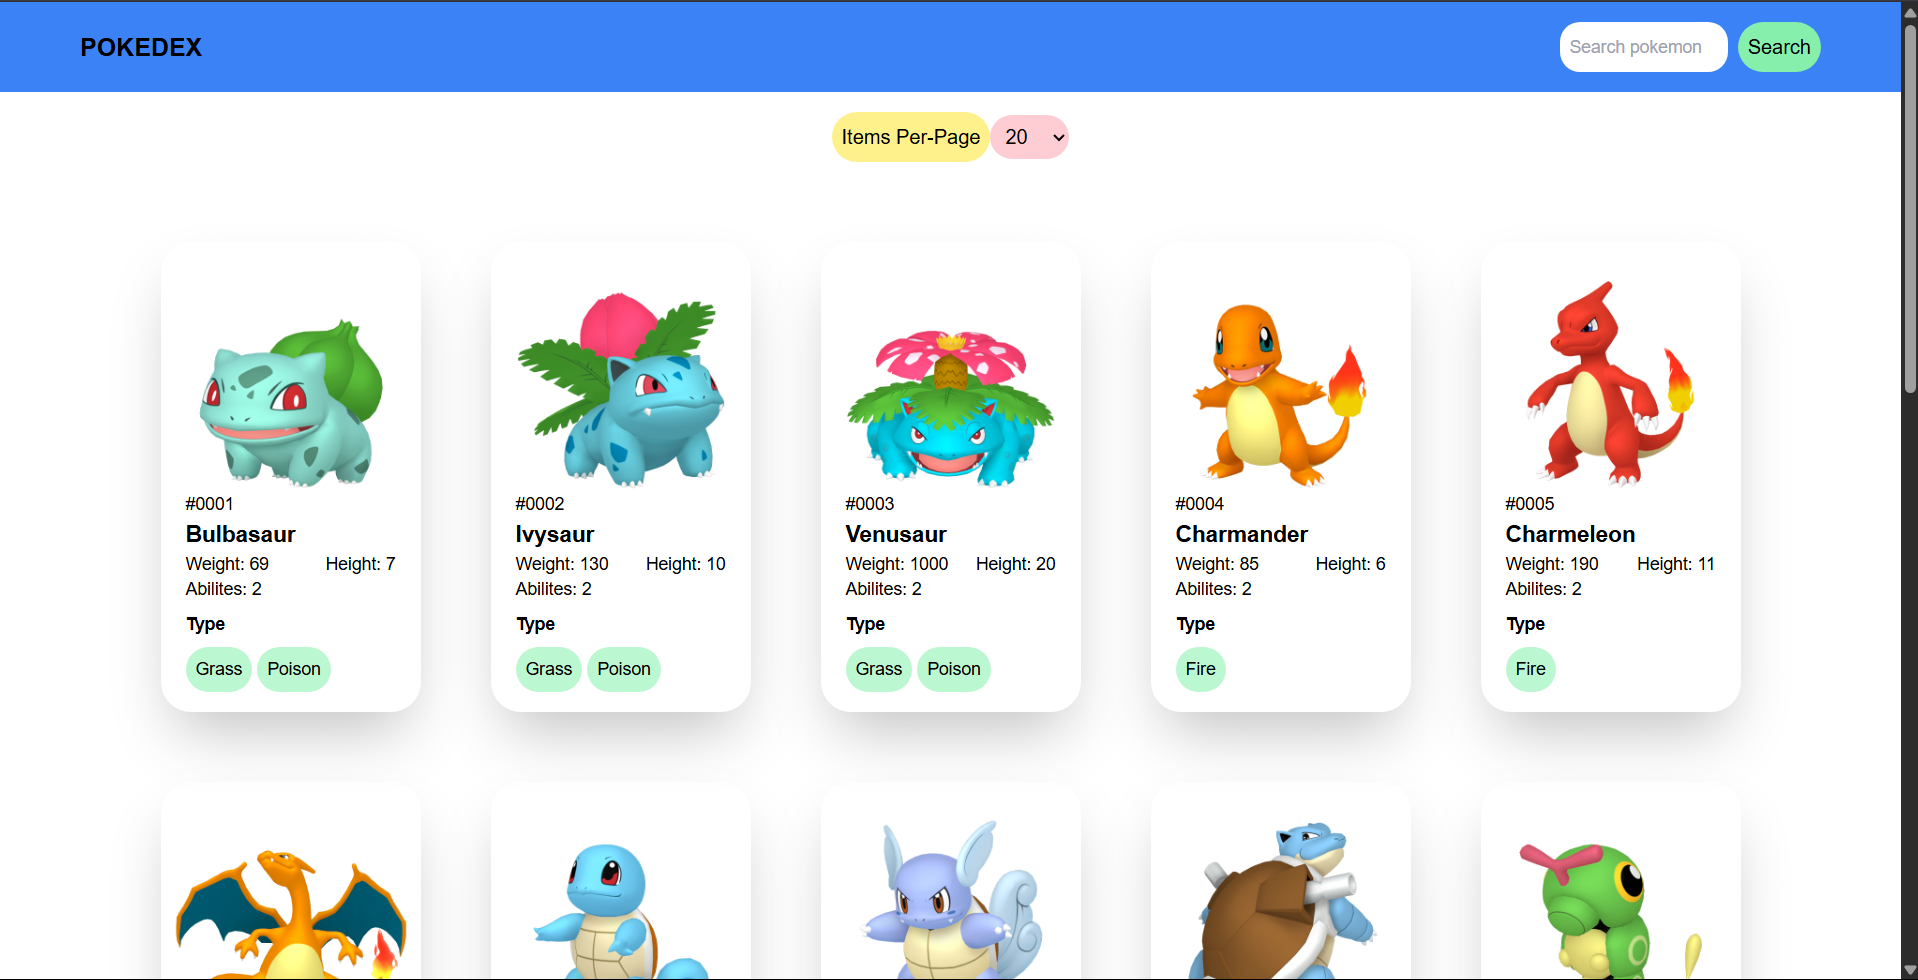 POKEDEX
Search pokemon
Search
Items Per-Page
20
#0001
Bulbasaur
Weight: 69
Height: 7
Abilites: 2
Type
Grass
Poison
#0002
Ivysaur
Weight: 130
Height: 10
Abilites: 2
Type
Grass
Poison
#0003
Venusaur
Weight: 1000
Height: 20
Abilites: 2
Type
Grass
Poison
#0004
Charmander
Weight: 85
Height: 6
Abilites: 2
Type
Fire
#0005
Charmeleon
Weight: 190
Height: 11
Abilites: 2
Type
Fire